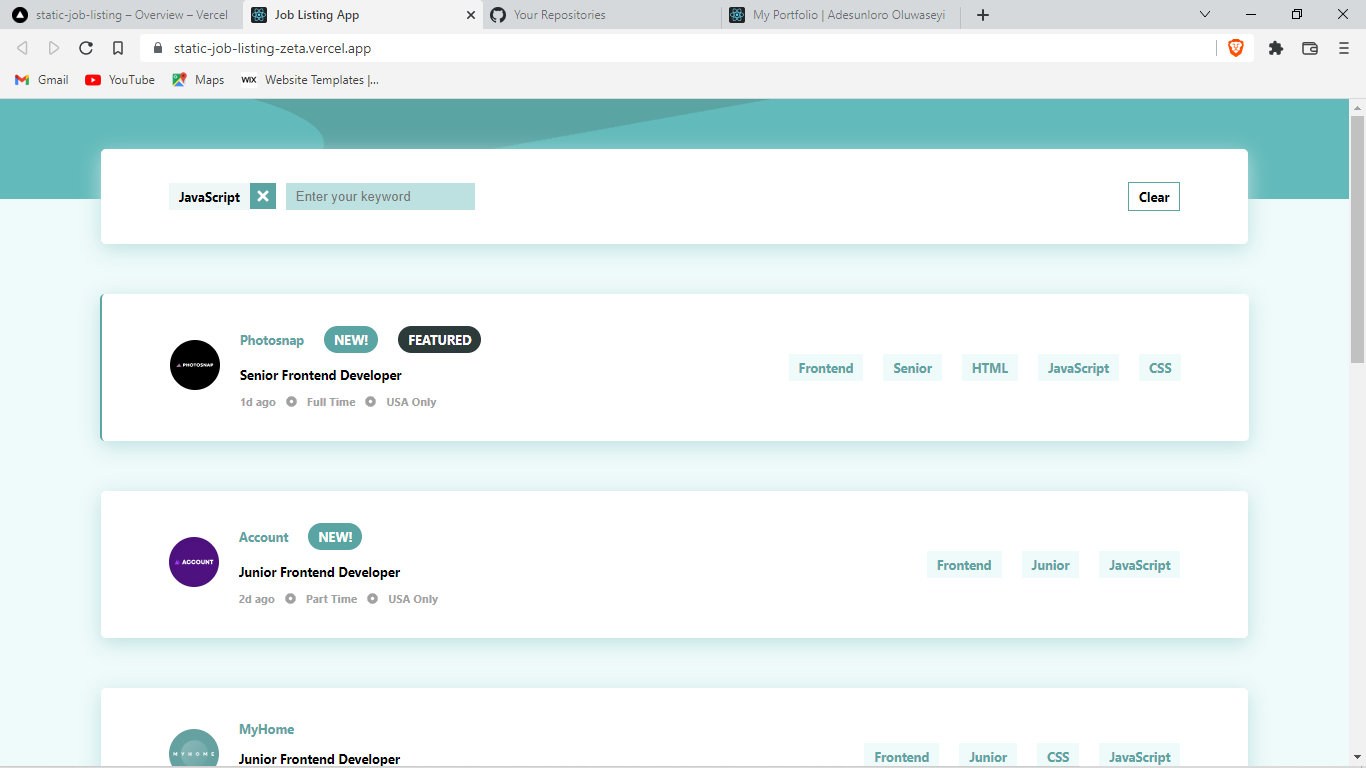 static-job-listing – Overview – Vercel
Job Listing App
Your Repositories
My Portfolio | Adesunloro Oluwaseyi
static-job-listing-zeta.vercel.app
Gmail
YouTube
Maps
WIX Website Templates |...
JavaScript
Enter your keyword
Clear
PHOTOSNAP
Photosnap NEW! FEATURED
Senior Frontend Developer
1d ago Full Time USA Only
Frontend Senior HTML JavaScript CSS
ACCOUNT
Account NEW!
Junior Frontend Developer
2d ago Part Time USA Only
Frontend Junior JavaScript
MYHOME
MyHome
Junior Frontend Developer
Frontend Junior CSS JavaScript